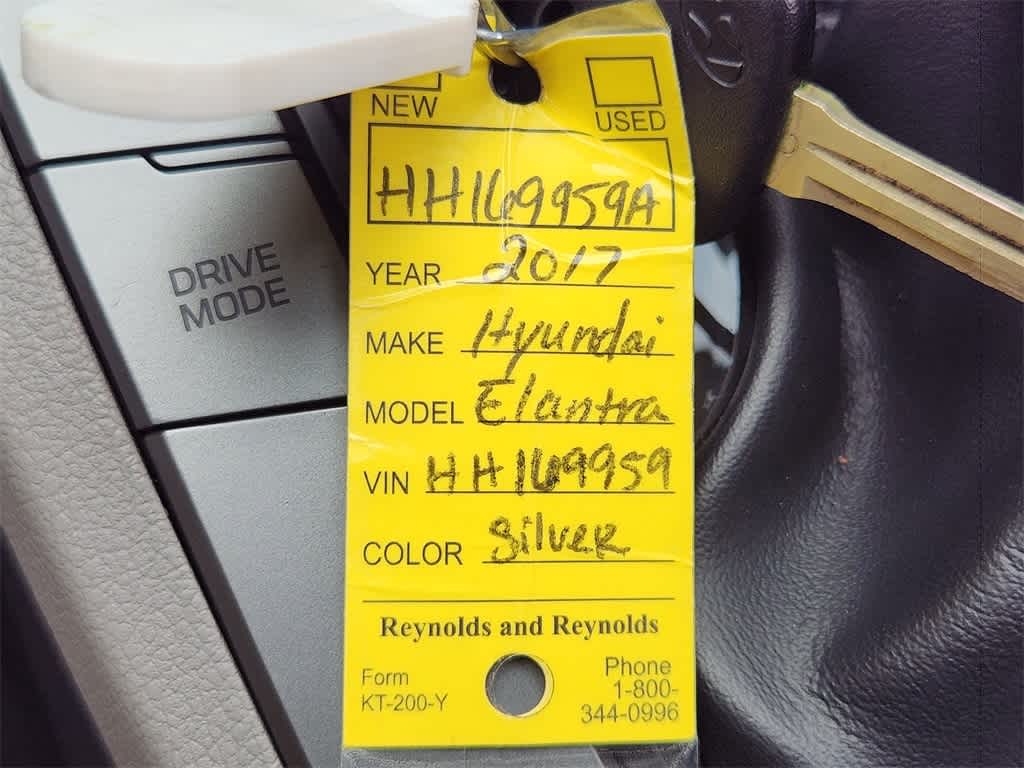 NEW
USED
HH169959A
YEAR 2017
MAKE Hyundai
MODEL Elantra
VIN HH169959
COLOR Silver
Reynolds and Reynolds
Form
KT-200-Y
Phone
1-800-
344-0996
DRIVE
MODE